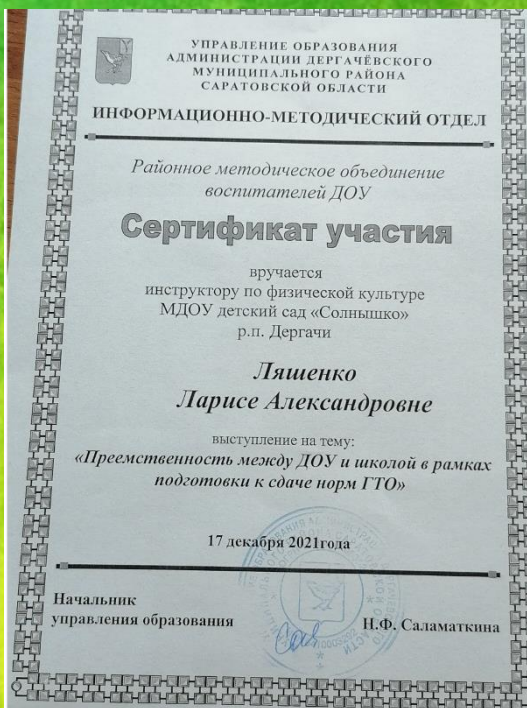 УПРАВЛЕНИЕ ОБРАЗОВАНИЯ
АДМИНИСТРАЦИИ ДЕРГАЧЁВСКОГО
МУНИЦИПАЛЬНОГО РАЙОНА
САРАТОВСКОЙ ОБЛАСТИ
ИНФОРМАЦИОННО-МЕТОДИЧЕСКИЙ ОТДЕЛ
Районное методическое объединение
воспитателей ДОУ
Сертификат участия
вручается
инструктору по физической культуре
МДОУ детский сад «Солнышко»
р.п. Дергачи
Ляшенко
Ларисе Александровне
выступление на тему:
«Преемственность между ДОУ и школой в рамках
подготовки к сдаче норм ГТО»
17 декабря 2021года
Начальник
управления образования
Н.Ф. Саламаткина